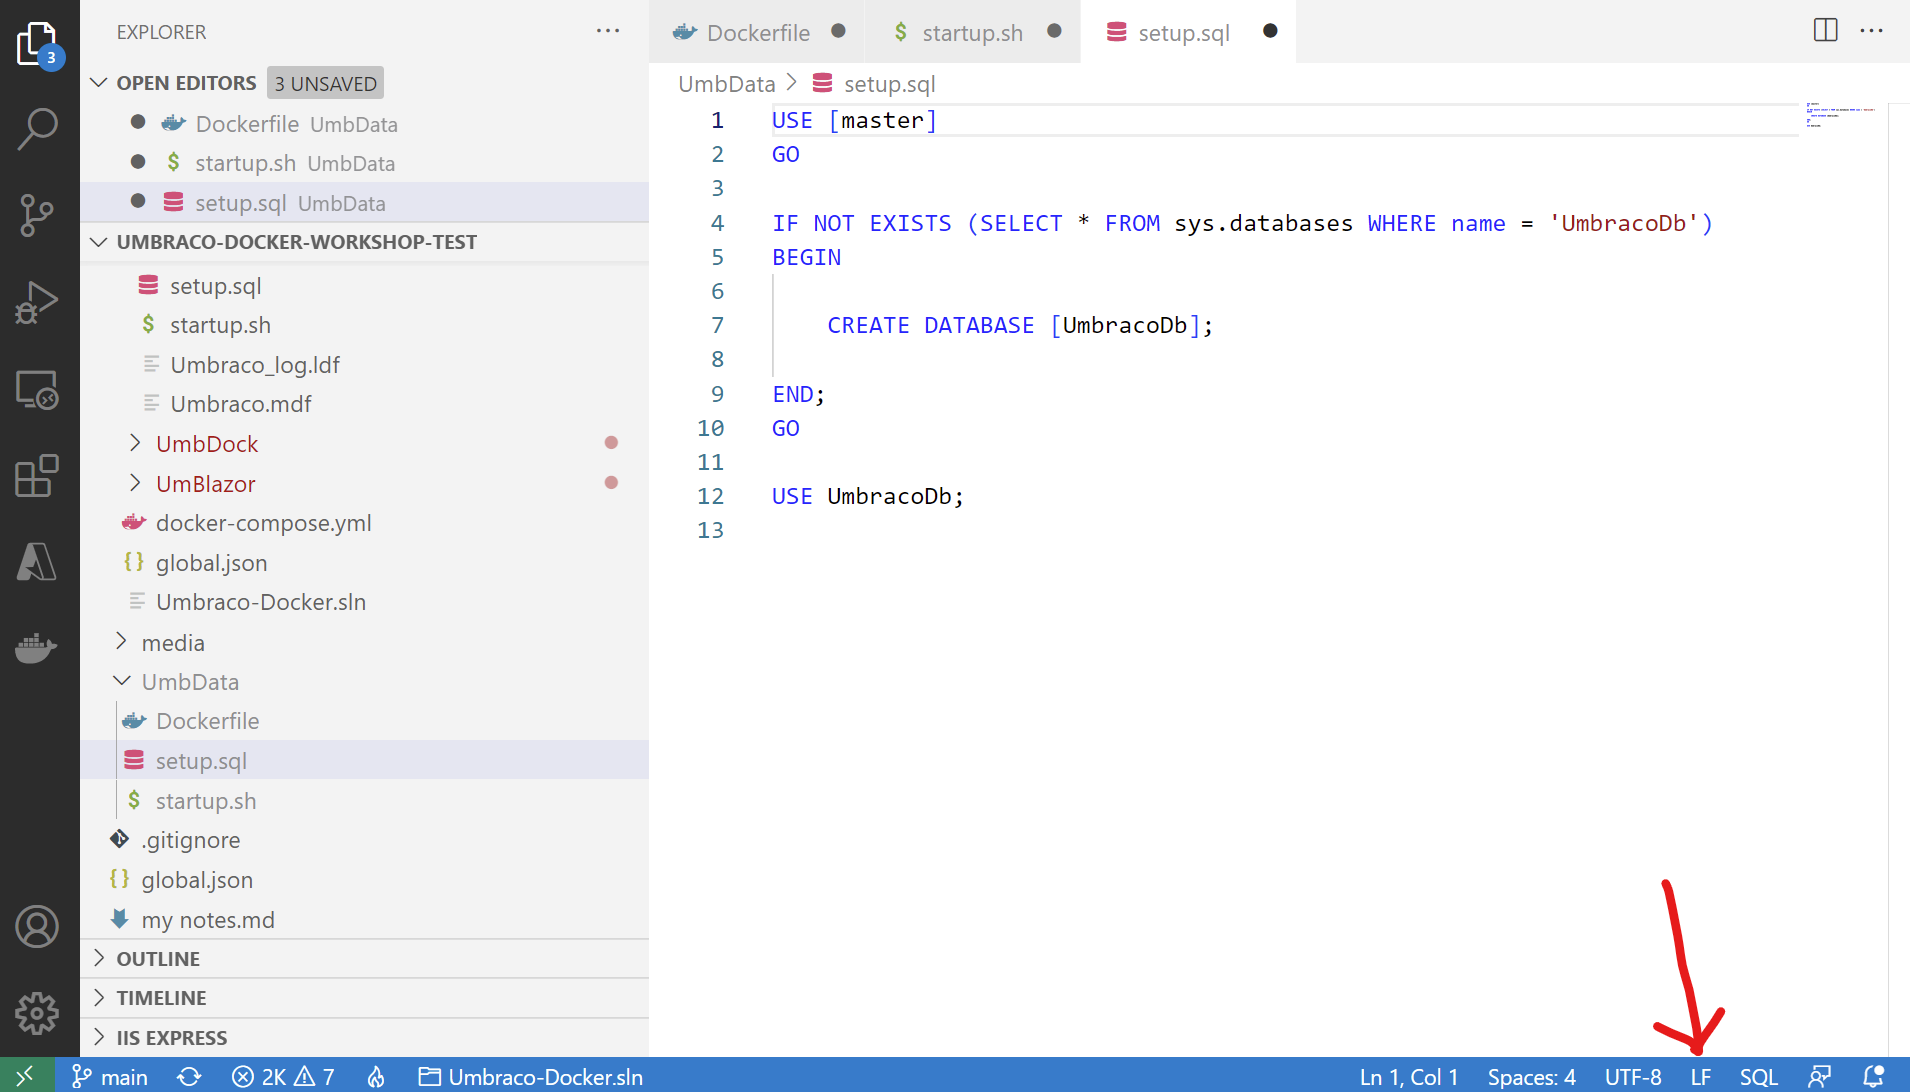 EXPLORER
3
OPEN EDITORS 3 UNSAVED
Dockerfile UmbData
$ startup.sh UmbData
setup.sql UmbData
UMBRACO-DOCKER-WORKSHOP-TEST
setup.sql
$ startup.sh
Umbraco_log.ldf
Umbraco.mdf
UmbDock
UmBlazor
docker-compose.yml
{} global.json
Umbraco-Docker.sln
media
UmbData
Dockerfile
setup.sql
$ startup.sh
.gitignore
{} global.json
my notes.md
OUTLINE
TIMELINE
IIS EXPRESS
Dockerfile $ startup.sh setup.sql
UmbData > setup.sql
1 USE [master]
2 GO
3
4 IF NOT EXISTS (SELECT * FROM sys.databases WHERE name = 'UmbracoDb')
5 BEGIN
6
7 CREATE DATABASE [UmbracoDb];
8
9 END;
10 GO
11
12 USE UmbracoDb;
13
main 2K 7 Umbraco-Docker.sln Ln 1, Col 1 Spaces: 4 UTF-8 LF SQL